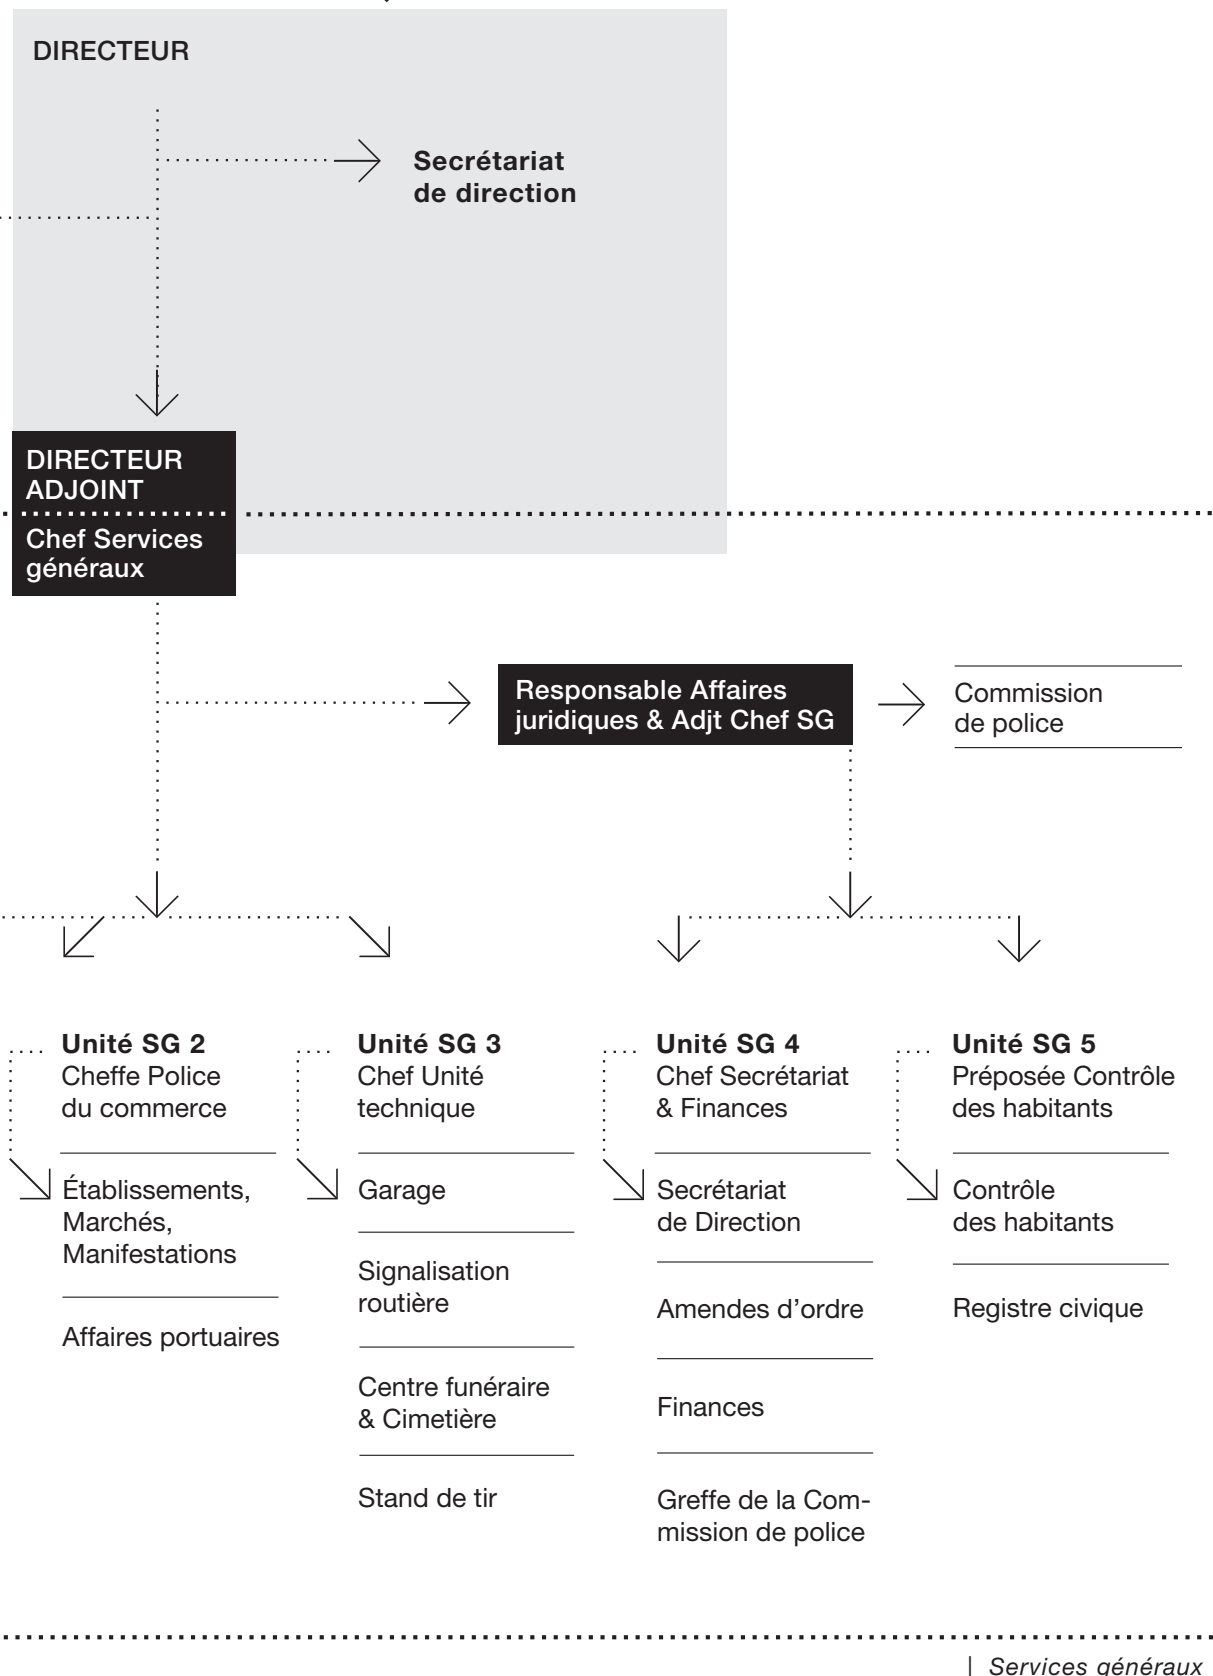 DIRECTEUR
Secrétariat
de direction
DIRECTEUR
ADJOINT
Chef Services
généraux
Responsable Affaires
juridiques & Adjt Chef SG
Commission
de police
Unité SG 2
Cheffe Police
du commerce
Établissements,
Marchés,
Manifestations
Affaires portuaires
Unité SG 3
Chef Unité
technique
Garage
Signalisation
routière
Centre funéraire
& Cimetière
Stand de tir
Unité SG 4
Chef Secrétariat
& Finances
Secrétariat
de Direction
Amendes d’ordre
Finances
Greffe de la Com-
mission de police
Unité SG 5
Préposée Contrôle
des habitants
Contrôle
des habitants
Registre civique
| Services généraux